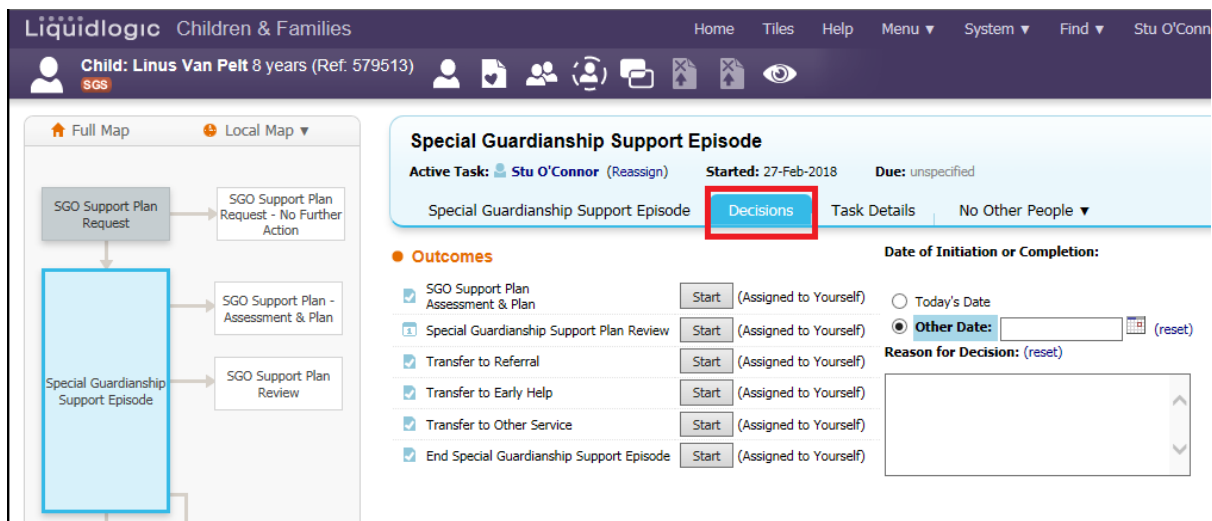 Liquidlogic Children & Families
Home Tiles Help Menu ▼ System ▼ Find ▼ Stu O'Conn
Child: Linus Van Pelt 8 years (Ref: 579513)
SGS
Full Map Local Map ▼
SGO Support Plan
Request
SGO Support Plan
Request - No Further
Action
Special Guardianship
Support Episode
SGO Support Plan -
Assessment & Plan
SGO Support Plan
Review
Special Guardianship Support Episode
Active Task: Stu O'Connor (Reassign) Started: 27-Feb-2018 Due: unspecified
Special Guardianship Support Episode Decisions Task Details No Other People ▼
Outcomes
SGO Support Plan
Assessment & Plan Start (Assigned to Yourself)
Special Guardianship Support Plan Review Start (Assigned to Yourself)
Transfer to Referral Start (Assigned to Yourself)
Transfer to Early Help Start (Assigned to Yourself)
Transfer to Other Service Start (Assigned to Yourself)
End Special Guardianship Support Episode Start (Assigned to Yourself)
Date of Initiation or Completion:
Today's Date
Other Date: (reset)
Reason for Decision: (reset)